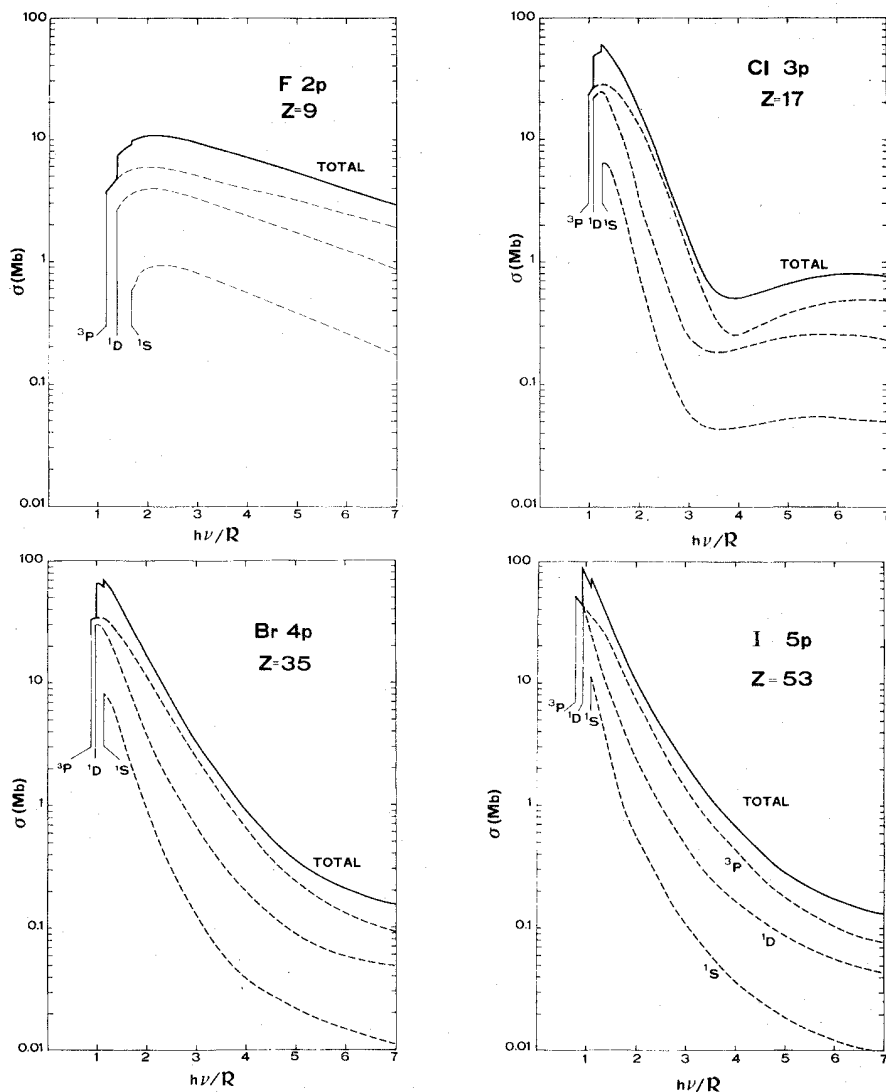 100
10
1
0.1
0.01
σ(Mb)
F 2p
Z=9
TOTAL
³P
¹D
¹S
1 2 3 4 5 6 7
hν/R
100
10
1
0.1
0.01
σ(Mb)
Cl 3p
Z=17
³P ¹D ¹S
TOTAL
1 2 3 4 5 6 7
hν/R
100
10
1
0.1
0.01
σ(Mb)
Br 4p
Z=35
³P
¹D
¹S
TOTAL
1 2 3 4 5 6 7
hν/R
100
10
1
0.1
0.01
σ(Mb)
I 5p
Z=53
³P
¹D ¹S
TOTAL
³P
¹D
¹S
1 2 3 4 5 6 7
hν/R